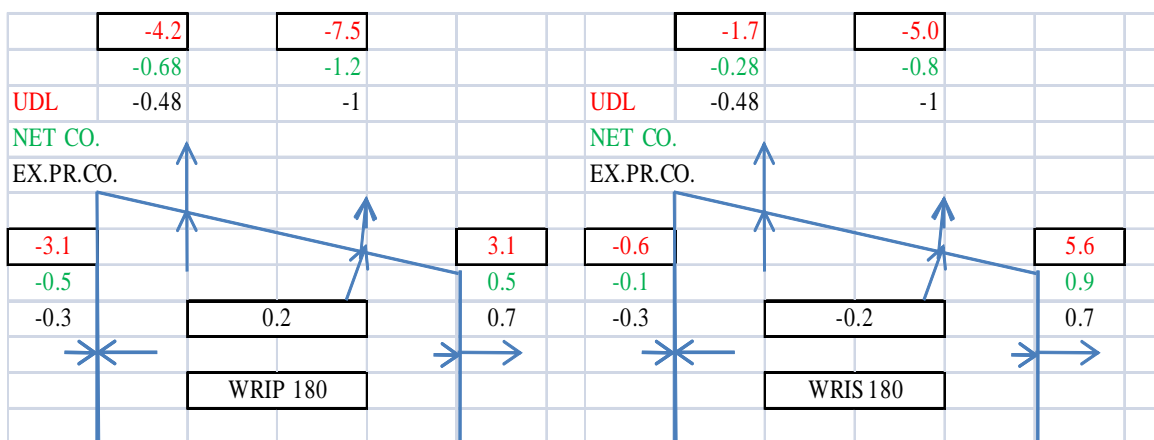 -4.2 -7.5 -1.7 -5.0
-0.68 -1.2 -0.28 -0.8
UDL -0.48 -1 UDL -0.48 -1
NET CO. NET CO.
EX.PR.CO. EX.PR.CO.
-3.1 3.1 -0.6 5.6
-0.5 0.5 -0.1 0.9
-0.3 0.2 0.7 -0.3 -0.2 0.7
WRIP 180 WRIS 180